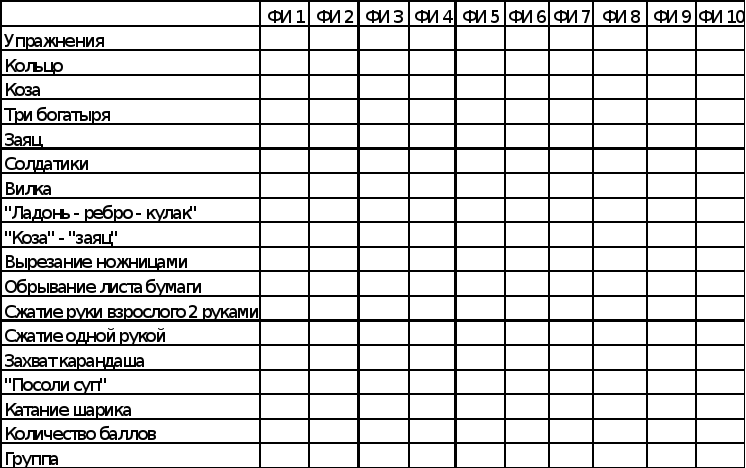 ФИ 1 ФИ 2 ФИ 3 ФИ 4 ФИ 5 ФИ 6 ФИ 7 ФИ 8 ФИ 9 ФИ 10
Упражнения
Кольцо
Коза
Три богатыря
Заяц
Солдатики
Вилка
"Ладонь - ребро - кулак"
"Коза" - "заяц"
Вырезание ножницами
Обрывание листа бумаги
Сжатие руки взрослого 2 руками
Сжатие одной рукой
Захват карандаша
"Посоли суп"
Катание шарика
Количество баллов
Группа